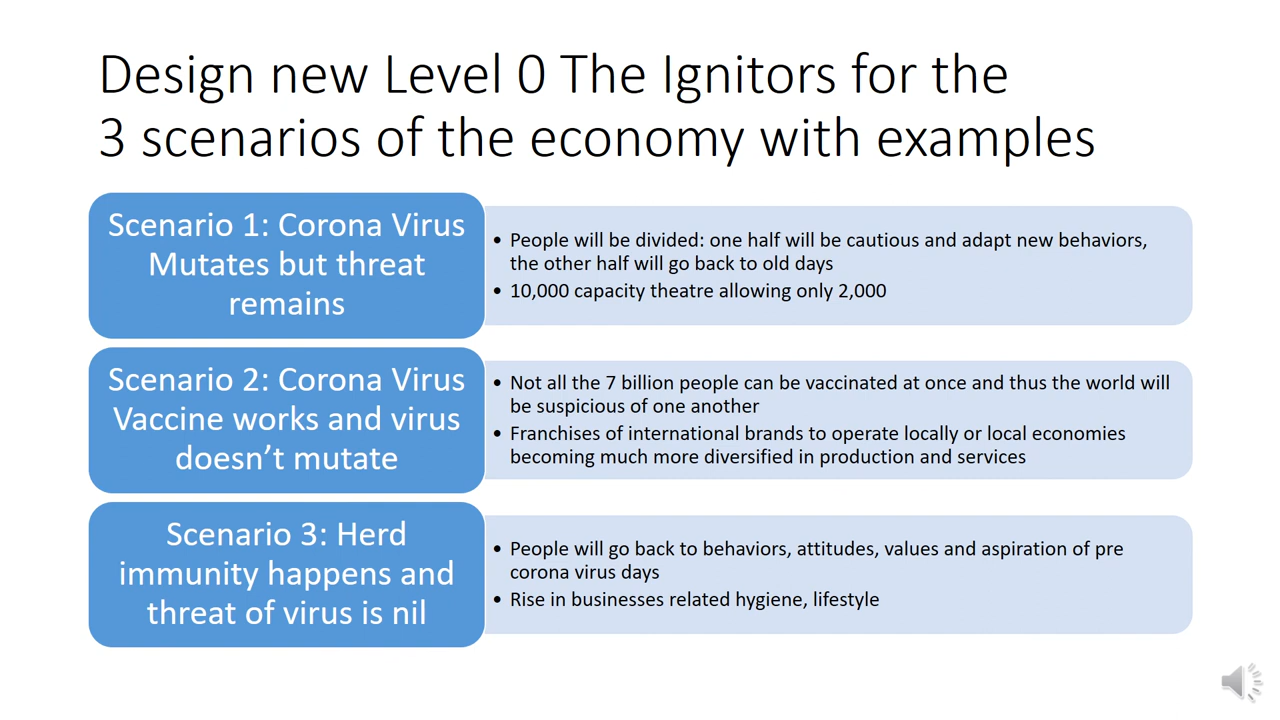 Design new Level 0 The Ignitors for the
3 scenarios of the economy with examples
Scenario 1: Corona Virus
Mutates but threat
remains
• People will be divided: one half will be cautious and adapt new behaviors,
the other half will go back to old days
• 10,000 capacity theatre allowing only 2,000
Scenario 2: Corona Virus
Vaccine works and virus
doesn’t mutate
• Not all the 7 billion people can be vaccinated at once and thus the world will
be suspicious of one another
• Franchises of international brands to operate locally or local economies
becoming much more diversified in production and services
Scenario 3: Herd
immunity happens and
threat of virus is nil
• People will go back to behaviors, attitudes, values and aspiration of pre
corona virus days
• Rise in businesses related hygiene, lifestyle